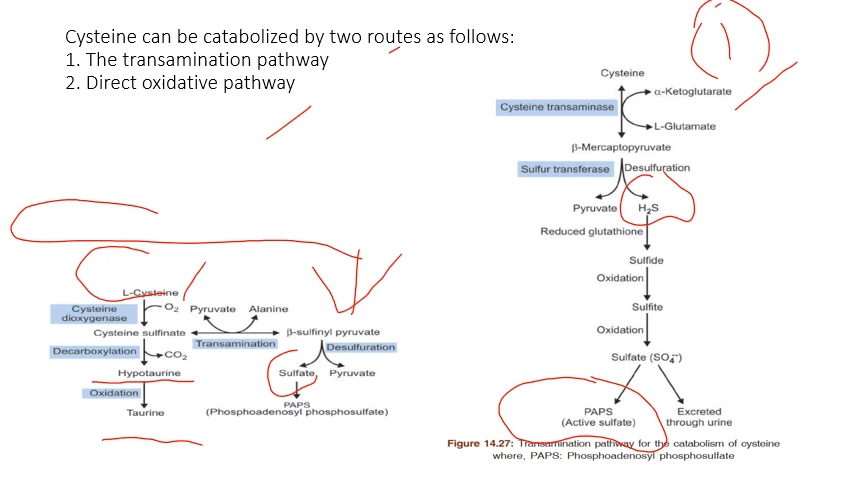 Cysteine can be catabolized by two routes as follows:
1. The transamination pathway
2. Direct oxidative pathway
L-Cysteine
Cysteine
dioxygenase
O2
Pyruvate
Alanine
Cysteine sulfinate
Transamination
β-sulfinyl pyruvate
Decarboxylation
CO2
Desulfuration
Hypotaurine
Sulfate
Pyruvate
Oxidation
Taurine
PAPS
(Phosphoadenosyl phosphosulfate)
Cysteine
α-Ketoglutarate
Cysteine transaminase
L-Glutamate
β-Mercaptopyruvate
Sulfur transferase
Desulfuration
Pyruvate
H2S
Reduced glutathione
Sulfide
Oxidation
Sulfite
Oxidation
Sulfate (SO4--)
PAPS
(Active sulfate)
Excreted
through urine
Figure 14.27: Transamination pathway for the catabolism of cysteine
where, PAPS: Phosphoadenosyl phosphosulfate